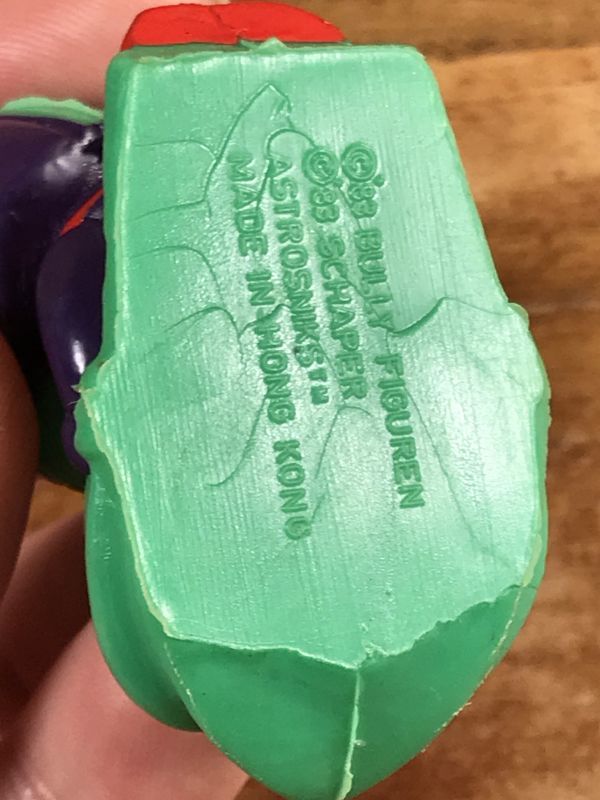 ©'83 BULLY FIGUREN
©'83 SCHAPER
ASTROSNIKS™
MADE IN HONG KONG